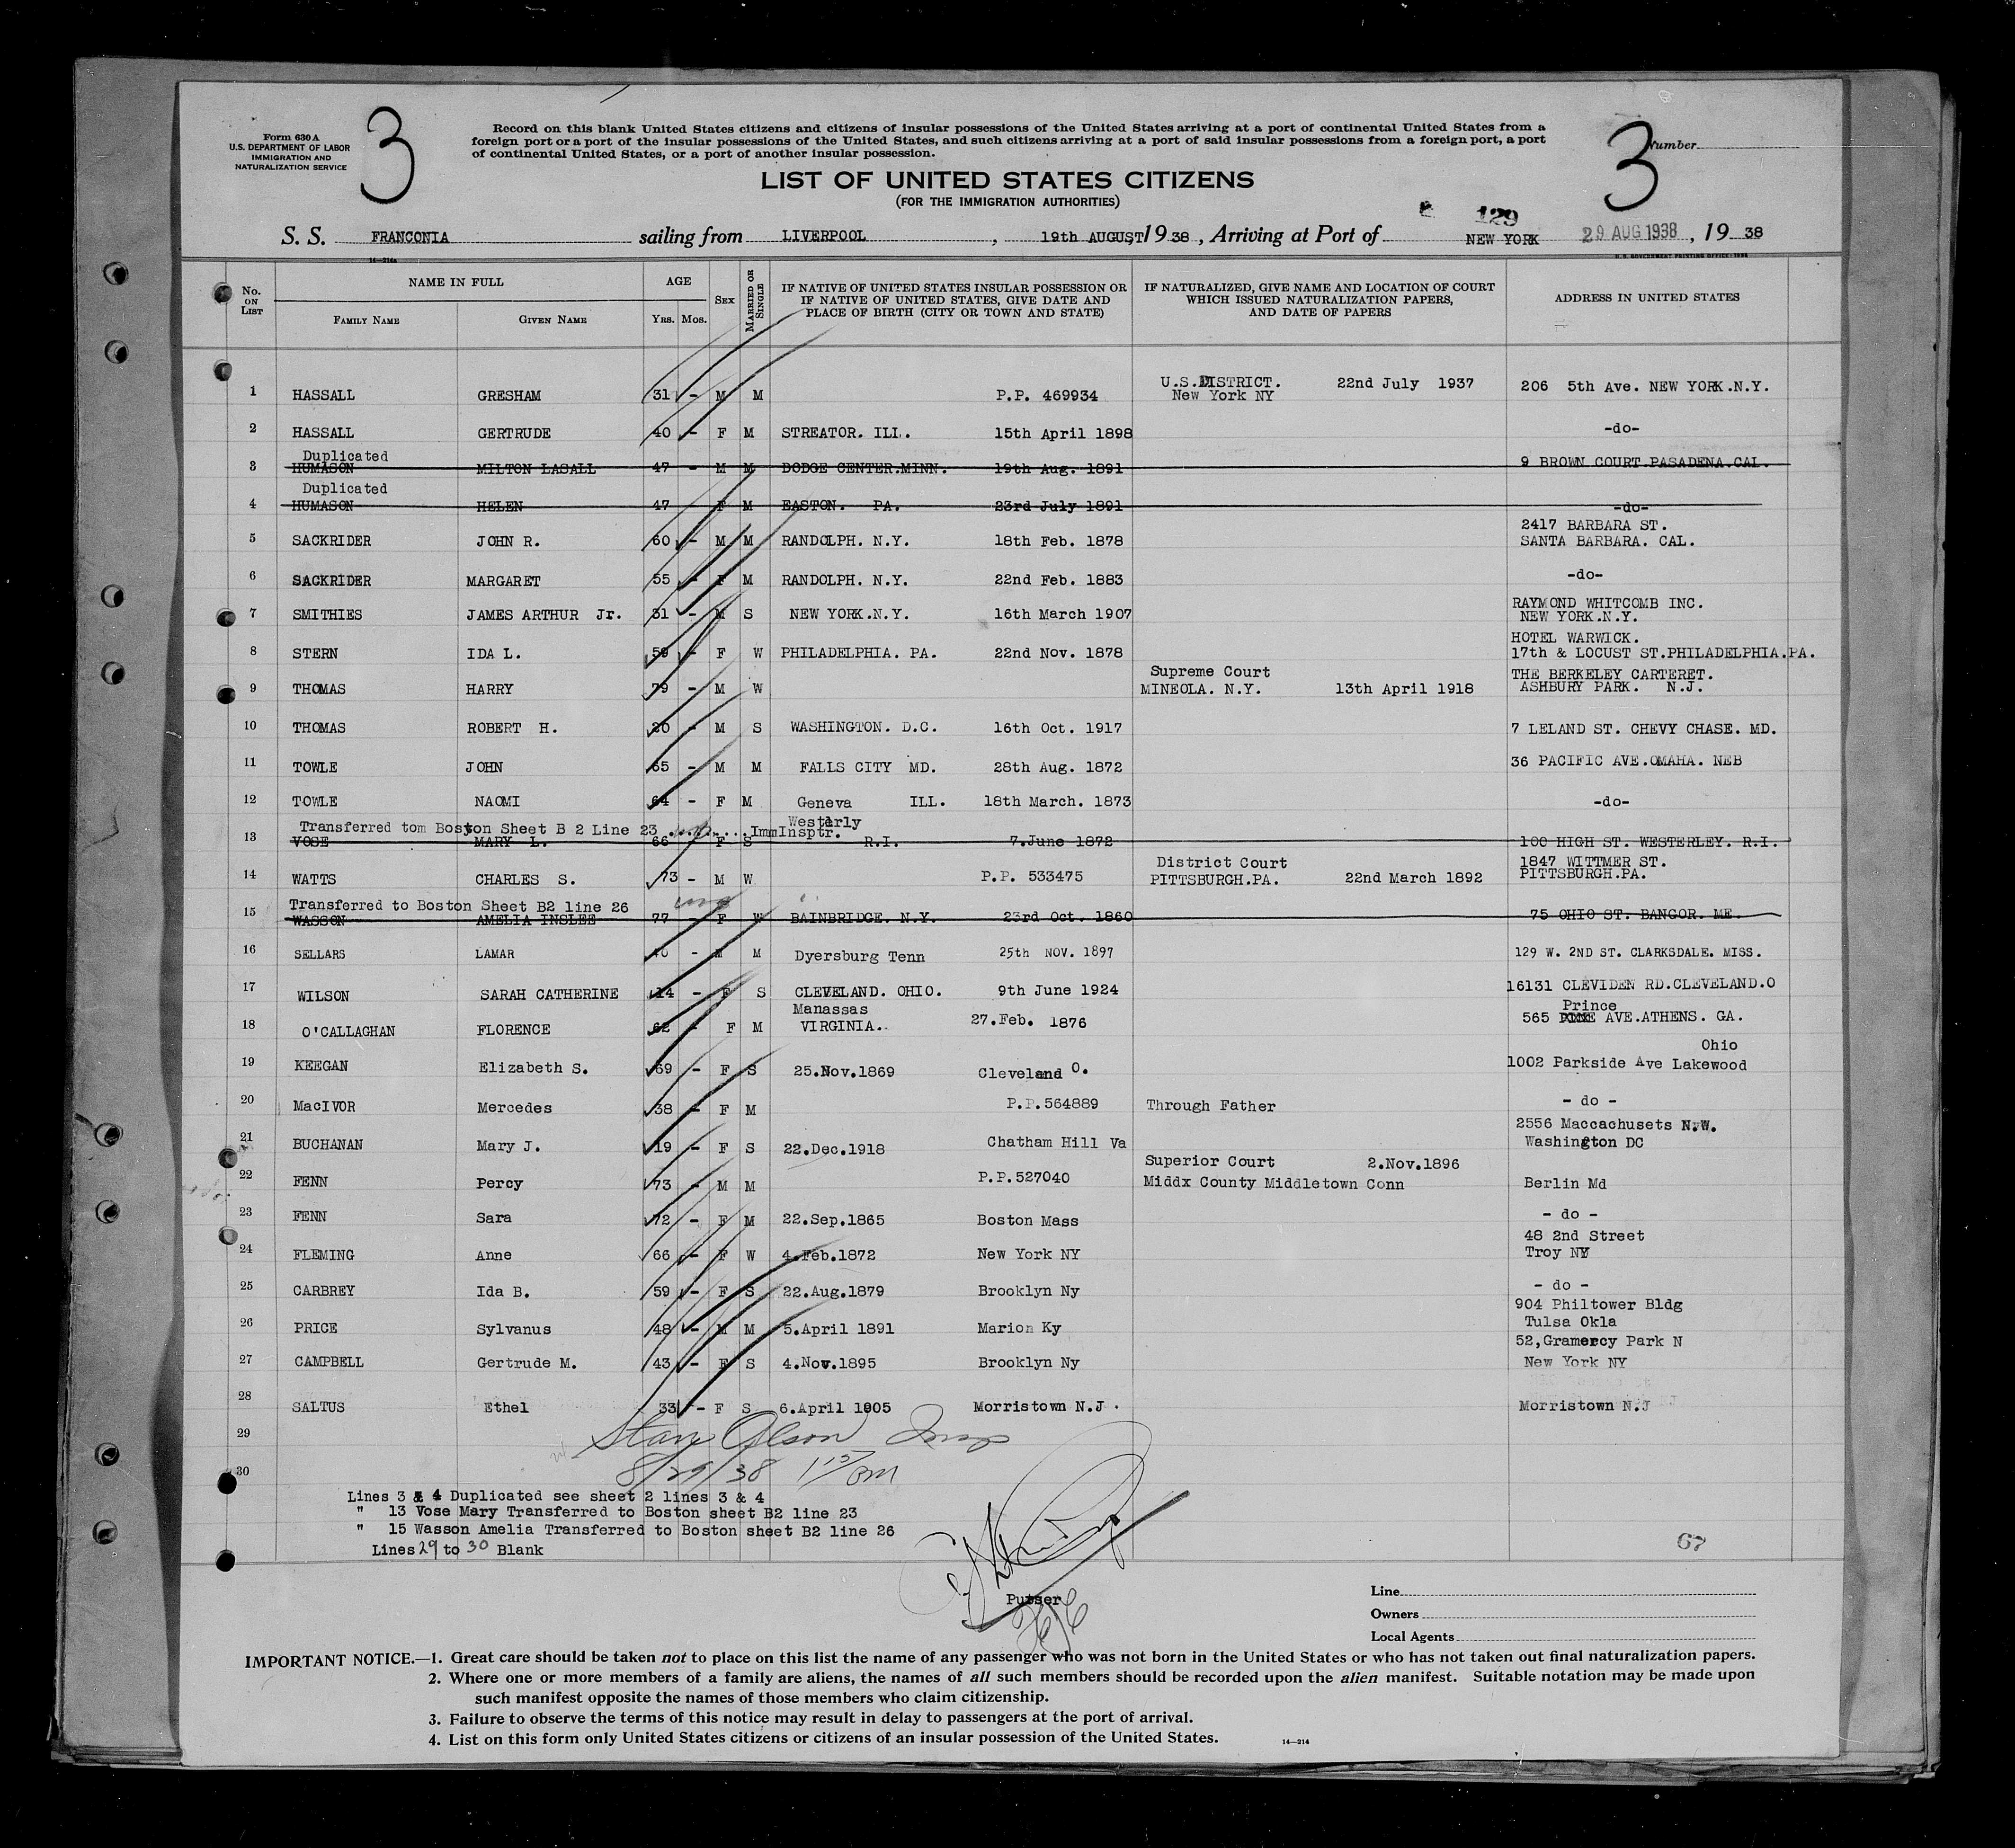 3
Form 630 A
U.S. DEPARTMENT OF LABOR
IMMIGRATION AND
NATURALIZATION SERVICE
Record on this blank United States citizens and citizens of insular possessions of the United States arriving at a port of continental United States from a
foreign port or a port of the insular possessions of the United States, and such citizens arriving at a port of said insular possessions from a foreign port, a port
of continental United States, or a port of another insular possession.
3
Number
LIST OF UNITED STATES CITIZENS
(FOR THE IMMIGRATION AUTHORITIES)
129
S. S. FRANCONIA sailing from LIVERPOOL , 19th AUGUST, 1938 , Arriving at Port of NEW YORK 29 AUG 1938 , 19 38
14—214a
U. S. GOVERNMENT PRINTING OFFICE
No. ON LIST
NAME IN FULL
FAMILY NAME GIVEN NAME
AGE
YRS. MOS.
SEX
MARRIED OR SINGLE
IF NATIVE OF UNITED STATES INSULAR POSSESSION OR
IF NATIVE OF UNITED STATES, GIVE DATE AND
PLACE OF BIRTH (CITY OR TOWN AND STATE)
IF NATURALIZED, GIVE NAME AND LOCATION OF COURT
WHICH ISSUED NATURALIZATION PAPERS,
AND DATE OF PAPERS
ADDRESS IN UNITED STATES
1 HASSALL GRESHAM 31 - M M P.P. 469934 U.S.DISTRICT. 22nd July 1937 206 5th Ave. NEW YORK.N.Y.
New York NY
2 HASSALL GERTRUDE 40 - F M STREATOR. ILL. 15th April 1898 -do-
Duplicated
3 HUMASON MILTON LASALL 47 - M M DODGE CENTER.MINN. 19th Aug. 1891 9 BROWN COURT PASADENA.CAL.
Duplicated
4 HUMASON HELEN 47 - F M EASTON. PA. 23rd July 1891 -do-
2417 BARBARA ST.
5 SACKRIDER JOHN R. 60 - M M RANDOLPH. N.Y. 18th Feb. 1878 SANTA BARBARA. CAL.
6 SACKRIDER MARGARET 55 - F M RANDOLPH. N.Y. 22nd Feb. 1883 -do-
RAYMOND WHITCOMB INC.
7 SMITHIES JAMES ARTHUR Jr. 31 - M S NEW YORK.N.Y. 16th March 1907 NEW YORK.N.Y.
HOTEL WARWICK.
8 STERN IDA L. 59 - F W PHILADELPHIA. PA. 22nd Nov. 1878 17th & LOCUST ST.PHILADELPHIA.PA.
Supreme Court THE BERKELEY CARTERET.
9 THOMAS HARRY 79 - M W MINEOLA. N.Y. 13th April 1918 ASHBURY PARK. N.J.
10 THOMAS ROBERT H. 20 - M S WASHINGTON. D.C. 16th Oct. 1917 7 LELAND ST. CHEVY CHASE. MD.
11 TOWLE JOHN 65 - M M FALLS CITY MD. 28th Aug. 1872 36 PACIFIC AVE.OMAHA. NEB
12 TOWLE NAOMI 64 - F M Geneva ILL. 18th March. 1873 -do-
Transferred tom Boston Sheet B 2 Line 23 ImmInsptr. Westerly
13 VOSE MARY L. 66 - F S R.I. 7.June 1872 100 HIGH ST. WESTERLEY. R.I.
District Court 1847 WITTMER ST.
14 WATTS CHARLES S. 73 - M W P.P. 533475 PITTSBURGH.PA. 22nd March 1892 PITTSBURGH.PA.
Transferred to Boston Sheet B2 line 26
15 WASSON AMELIA INSLEE 77 - F W BAINBRIDGE. N.Y. 23rd Oct. 1860 75 OHIO ST. BANGOR. ME.
16 SELLARS LAMAR 40 - M M Dyersburg Tenn 25th NOV. 1897 129 W. 2ND ST. CLARKSDALE. MISS.
17 WILSON SARAH CATHERINE 14 - F S CLEVELAND. OHIO. 9th June 1924 16131 CLEVIDEN RD.CLEVELAND.O
Manassas Prince
18 O'CALLAGHAN FLORENCE 62 - F M VIRGINIA. 27.Feb. 1876 565 AVE.ATHENS. GA.
Ohio
19 KEEGAN Elizabeth S. 69 - F S 25.Nov.1869 Cleveland O. 1002 Parkside Ave Lakewood
20 MacIVOR Mercedes 38 - F M P.P.564889 Through Father - do -
2556 Maccachusets N.W.
21 BUCHANAN Mary J. 19 - F S 22.Dec.1918 Chatham Hill Va Washington DC
Superior Court 2.Nov.1896
22 FENN Percy 73 - M M P.P.527040 Middx County Middletown Conn Berlin Md
23 FENN Sara 72 - F M 22.Sep.1865 Boston Mass - do -
48 2nd Street
24 FLEMING Anne 66 - F W 4.Feb.1872 New York NY Troy NY
25 CARBREY Ida B. 59 - F S 22.Aug.1879 Brooklyn Ny - do -
904 Philtower Bldg
26 PRICE Sylvanus 48 - M M 5.April 1891 Marion Ky Tulsa Okla
52,Gramercy Park N
27 CAMPBELL Gertrude M. 43 - F S 4.Nov.1895 Brooklyn Ny New York NY
28 SALTUS Ethel 33 - F S 6.April 1905 Morristown N.J. Morristown N.J
29 Olson Insp
30 8/29/38 1 15 PM
Lines 3 & 4 Duplicated see sheet 2 lines 3 & 4
" 13 Vose Mary Transferred to Boston sheet B2 line 23
" 15 Wasson Amelia Transferred to Boston sheet B2 line 26
Lines 29 to 30 Blank
67
Purser
Line
Owners
Local Agents
IMPORTANT NOTICE.—1. Great care should be taken not to place on this list the name of any passenger who was not born in the United States or who has not taken out final naturalization papers.
2. Where one or more members of a family are aliens, the names of all such members should be recorded upon the alien manifest. Suitable notation may be made upon
such manifest opposite the names of those members who claim citizenship.
3. Failure to observe the terms of this notice may result in delay to passengers at the port of arrival.
4. List on this form only United States citizens or citizens of an insular possession of the United States.
14—214